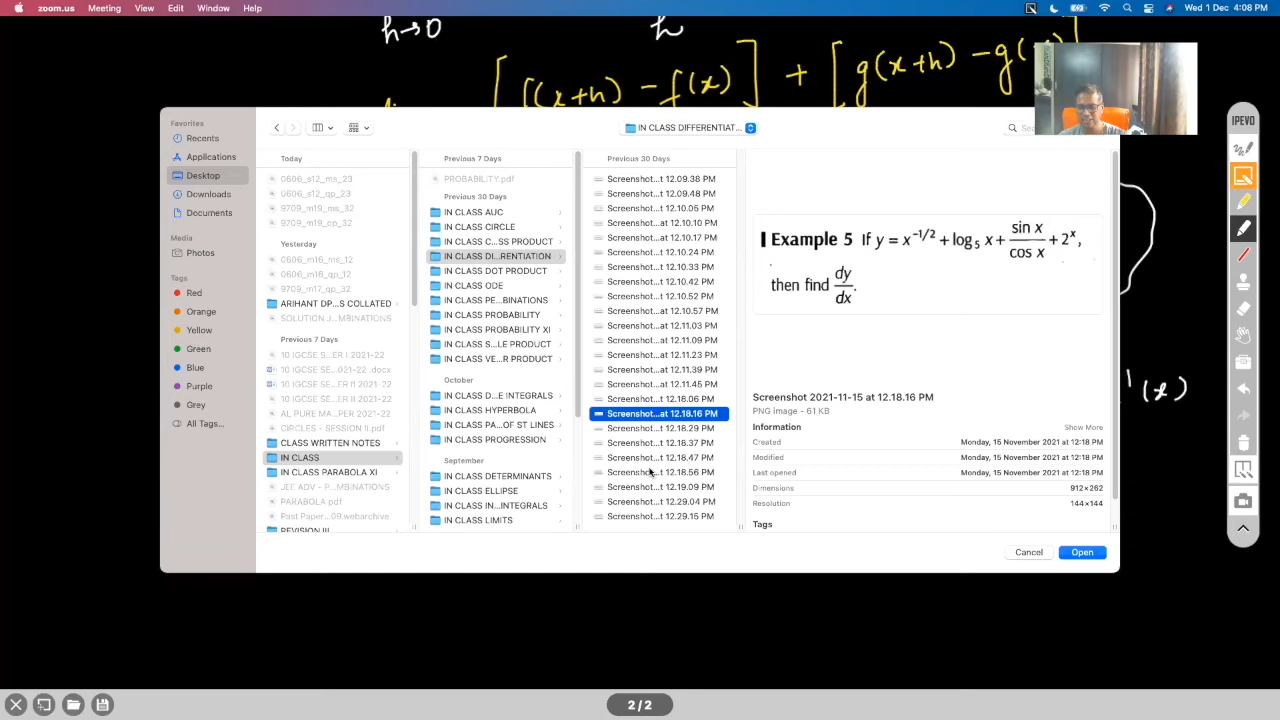 zoom.us Meeting View Edit Window Help Wed 1 Dec 4:08 PM
h→0 h
[ ((x+h) - f(x) ] + [ g(x+h) - g(
Favorites
Recents
Applications
Desktop
Downloads
Documents
Media
Photos
Tags
Red
Orange
Yellow
Green
Blue
Purple
Grey
All Tags...
IN CLASS DIFFERENTIAT...
Today
0606_s12_ms_23
0606_s12_qp_23
9709_m19_ms_32
9709_m19_qp_32
Yesterday
0606_m16_ms_12
0606_m16_qp_12
9709_m17_qp_32
ARIHANT DP...S COLLATED
SOLUTION J...MBINATIONS
Previous 7 Days
10 IGCSE S...ER I 2021-22
10 IGCSE SE...021-22 .docx
10 IGCSE SE...ER II 2021-22
AL PURE MA...PER 2021-22
CIRCLES - SESSION II.pdf
CLASS WRITTEN NOTES
IN CLASS
IN CLASS PARABOLA XI
JEE ADV - P...MBINATIONS
PARABOLA.pdf
Past Paper...09.webarchive
REVISION III
Previous 7 Days
PROBABILITY.pdf
Previous 30 Days
IN CLASS AUC
IN CLASS CIRCLE
IN CLASS C...SS PRODUCT
IN CLASS DI...RENTIATION
IN CLASS DOT PRODUCT
IN CLASS ODE
IN CLASS PE...BINATIONS
IN CLASS PROBABILITY
IN CLASS PROBABILITY XI
IN CLASS S...LE PRODUCT
IN CLASS VE...R PRODUCT
October
IN CLASS D...E INTEGRALS
IN CLASS HYPERBOLA
IN CLASS PA...OF ST LINES
IN CLASS PROGRESSION
September
IN CLASS DETERMINANTS
IN CLASS ELLIPSE
IN CLASS IN...INTEGRALS
IN CLASS LIMITS
Previous 30 Days
Screenshot...t 12.09.38 PM
Screenshot...t 12.09.48 PM
Screenshot...t 12.10.05 PM
Screenshot...at 12.10.10 PM
Screenshot...at 12.10.17 PM
Screenshot...t 12.10.24 PM
Screenshot...t 12.10.33 PM
Screenshot...t 12.10.42 PM
Screenshot...t 12.10.52 PM
Screenshot...at 12.10.57 PM
Screenshot...at 12.11.03 PM
Screenshot...at 12.11.09 PM
Screenshot...at 12.11.23 PM
Screenshot...at 12.11.39 PM
Screenshot...at 12.11.45 PM
Screenshot...t 12.18.06 PM
Screenshot...at 12.18.16 PM
Screenshot...t 12.18.29 PM
Screenshot...t 12.18.37 PM
Screenshot...t 12.18.47 PM
Screenshot...t 12.18.56 PM
Screenshot...t 12.19.09 PM
Screenshot...t 12.29.04 PM
Screenshot...t 12.29.15 PM
Example 5 If y = x^{-1/2} + log₅ x + sin x / cos x + 2^x,
then find dy/dx.
Screenshot 2021-11-15 at 12.18.16 PM
PNG image - 61 KB
Information Show More
Created Monday, 15 November 2021 at 12:18 PM
Modified Monday, 15 November 2021 at 12:18 PM
Last opened Monday, 15 November 2021 at 12:18 PM
Dimensions 912×262
Resolution 144×144
Tags
Cancel Open
IPEVO
'(x)
2/2